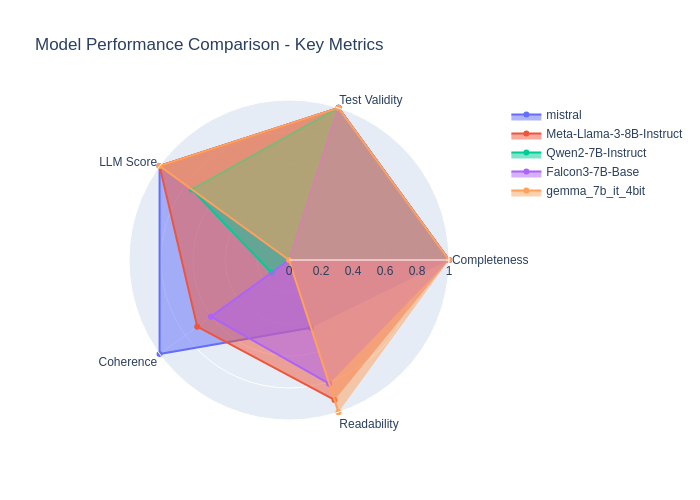 Model Performance Comparison - Key Metrics
Test Validity
LLM Score
Completeness
0 0.2 0.4 0.6 0.8 1
Coherence
Readability
mistral
Meta-Llama-3-8B-Instruct
Qwen2-7B-Instruct
Falcon3-7B-Base
gemma_7b_it_4bit